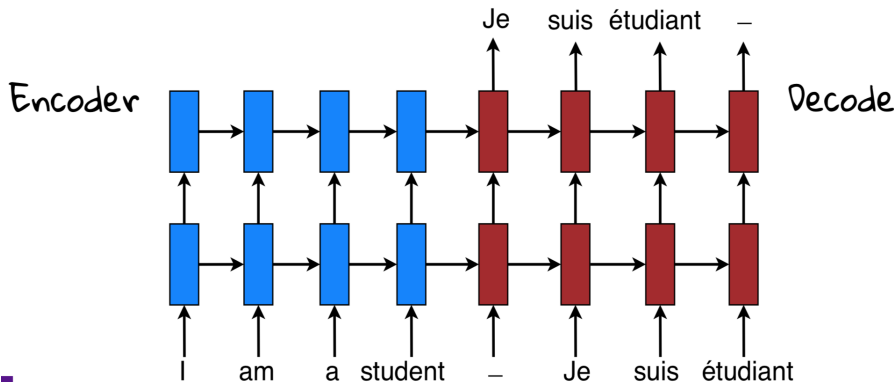 Je suis étudiant –
Encoder
Decode
I am a student – Je suis étudiant